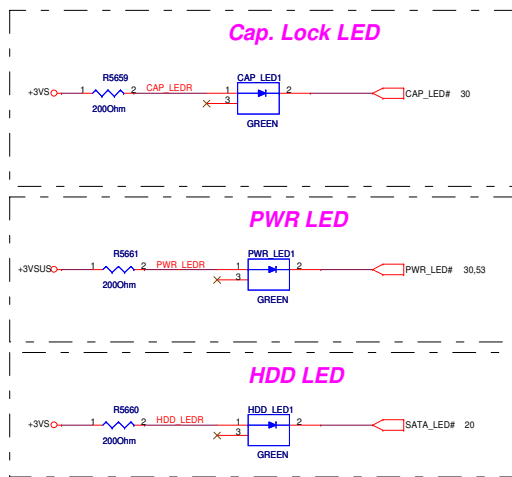 Cap. Lock LED
R5659
CAP_LED1
+3VS 1 2 CAP_LEDR 1 2 CAP_LED# 30
3
200Ohm
GREEN
PWR LED
R5661
PWR_LED1
+3VSUS 1 2 PWR_LEDR 1 2 PWR_LED# 30,53
3
200Ohm
GREEN
HDD LED
R5660
HDD_LED1
+3VS 1 2 HDD_LEDR 1 2 SATA_LED# 20
3
200Ohm
GREEN